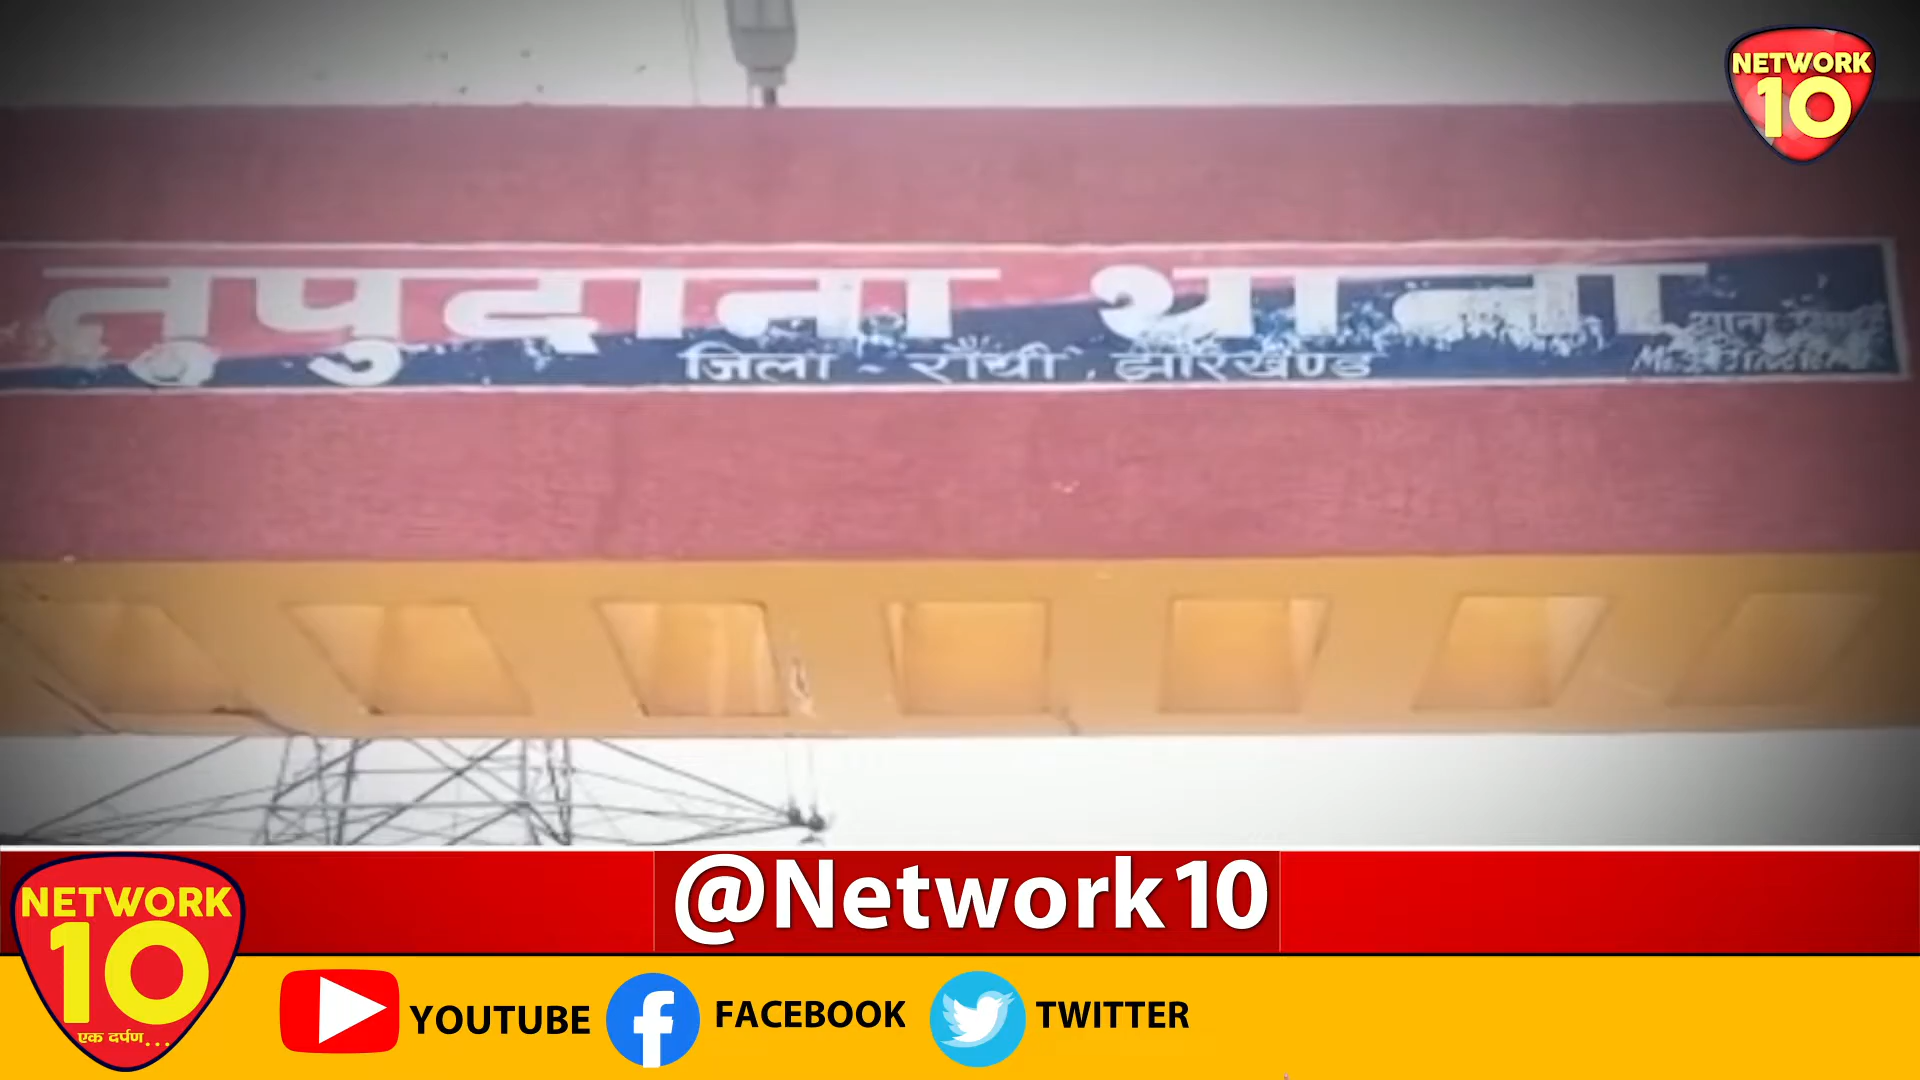 NETWORK
10
तुपुदाना थाना
जिला - राँची, झारखण्ड
थाना
@Network10
NETWORK
10
एक दर्पण...
YOUTUBE
FACEBOOK
TWITTER